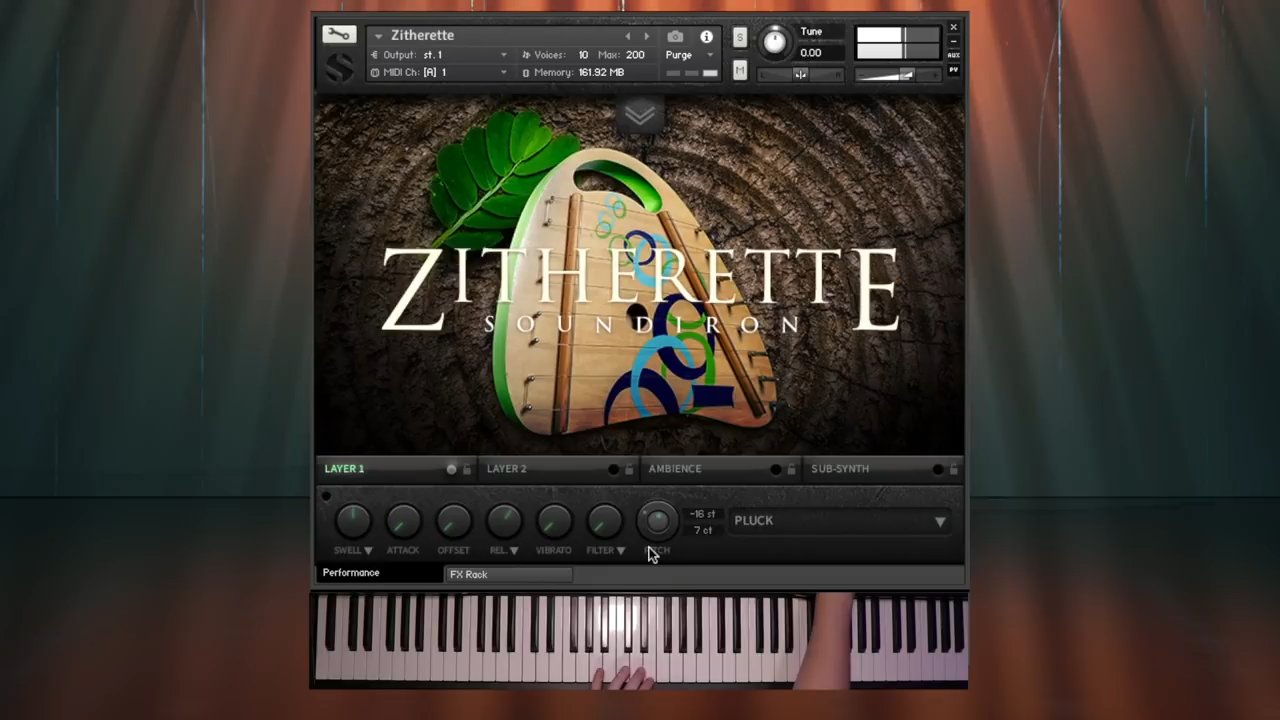 Zitherette
Output: st. 1
Voices: 10 Max: 200
Purge
MIDI Ch: [A] 1
Memory: 161.92 MB
S
M
Tune
0.00
L R
AUX
PV
ZITHERETTE
SOUNDIRON
LAYER 1
LAYER 2
AMBIENCE
SUB-SYNTH
SWELL
ATTACK
OFFSET
REL.
VIBRATO
FILTER
-16 st
7 ct
PLUCK
Performance
FX Rack